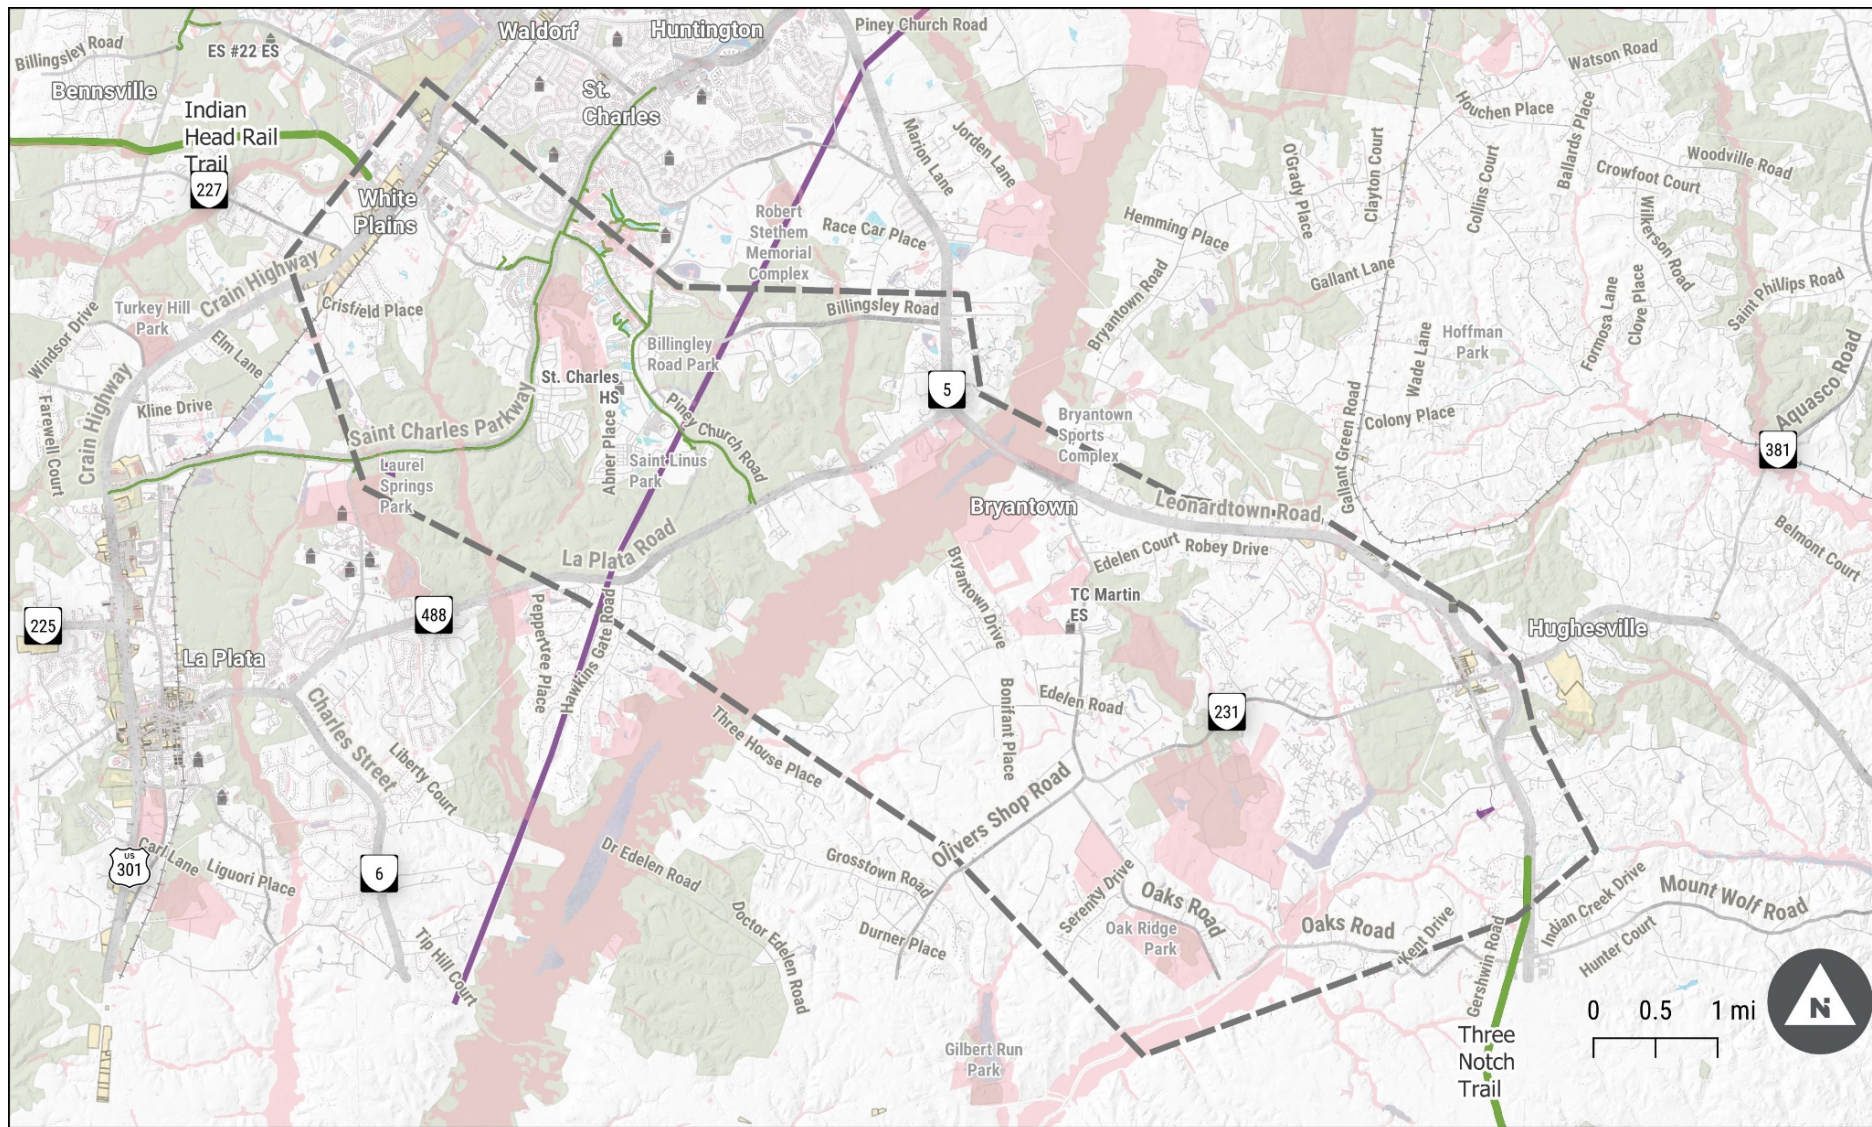 Waldorf
Huntington
Piney Church Road
Billingsley Road
ES #22 ES
Watson Road
Bennsville
St.
Charles
Indian
Head Rail
Trail
227
Houchen Place
Ballards Place
Marion Lane
Jorden Lane
O'Grady Place
Clayton Court
Collins Court
Woodville Road
Crowfoot Court
Wilkerson Road
White
Plains
Robert
Stethem
Memorial
Complex
Race Car Place
Hemming Place
Gallant Lane
Saint Phillips Road
Crain Highway
Crisfield Place
Turkey Hill
Park
Windsor Drive
Elm Lane
Billingsley Road
Bryantown Road
Formosa Lane
Clove Place
Wade Lane
Hoffman
Park
Aquasco Road
Billingley
Road Park
St. Charles
HS
5
Crain Highway
Kline Drive
Farewell Court
Saint Charles Parkway
Abner Place
Piney Church Road
Saint Linus
Park
Bryantown
Sports
Complex
Gallant Green Road
Colony Place
381
Laurel
Springs
Park
Bryantown
Leonardtown Road
La Plata Road
Edelen Court
Robey Drive
Belmont Court
Bryantown Drive
TC Martin
ES
225
488
Peppertree Place
Hawkins Gate Road
Hughesville
La Plata
Charles Street
Liberty Court
Three House Place
Bonifant Place
Edelen Road
231
Olivers Shop Road
US
301
Carl Lane
Liguori Place
6
Dr Edelen Road
Grosstown Road
Serenity Drive
Oaks Road
Oak Ridge
Park
Oaks Road
Kent Drive
Gershwin Road
Indian Creek Drive
Mount Wolf Road
Hunter Court
Tip Hill Court
Doctor Edelen Road
Durner Place
Gilbert Run
Park
Three
Notch
Trail
0 0.5 1 mi
N